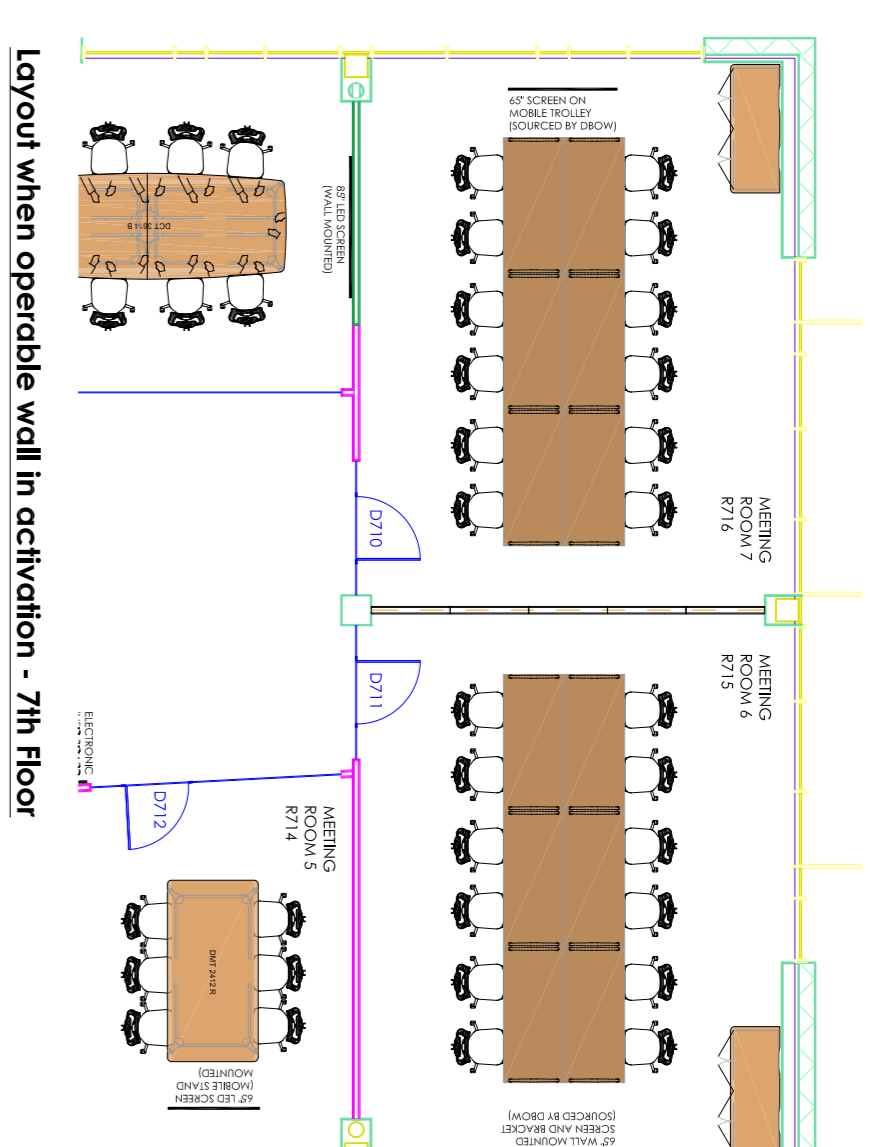 Layout when operable wall in activation - 7th Floor
65" SCREEN ON
MOBILE TROLLEY
(SOURCED BY DBOW)
85" LED SCREEN
(WALL MOUNTED)
DCT 3614 B
MEETING
ROOM 7
R716
D710
MEETING
ROOM 6
R715
D711
ELECTRONIC
D712
MEETING
ROOM 5
R714
DMT 2412 R
65" LED SCREEN
(MOBILE STAND
MOUNTED)
65" WALL MOUNTED
SCREEN AND BRACKET
(SOURCED BY DBOW)